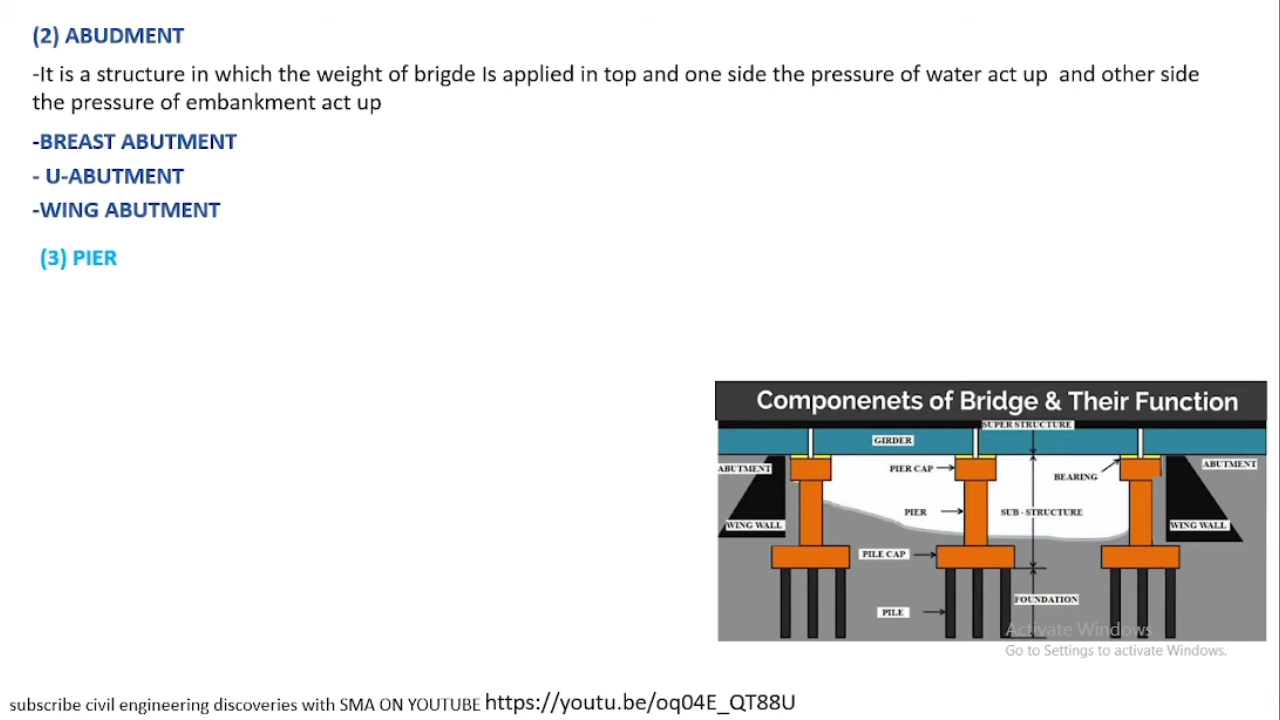 (2) ABUDMENT
-It is a structure in which the weight of brigde Is applied in top and one side the pressure of water act up  and other side
the pressure of embankment act up
-BREAST ABUTMENT
- U-ABUTMENT
-WING ABUTMENT
(3) PIER
Componenets of Bridge & Their Function
SUPER STRUCTURE
GIRDER
ABUTMENT
PIER CAP
BEARING
ABUTMENT
PIER
SUB - STRUCTURE
WING WALL
WING WALL
PILE CAP
FOUNDATION
PILE
Activate Windows
Go to Settings to activate Windows.
subscribe civil engineering discoveries with SMA ON YOUTUBE https://youtu.be/oq04E_QT88U